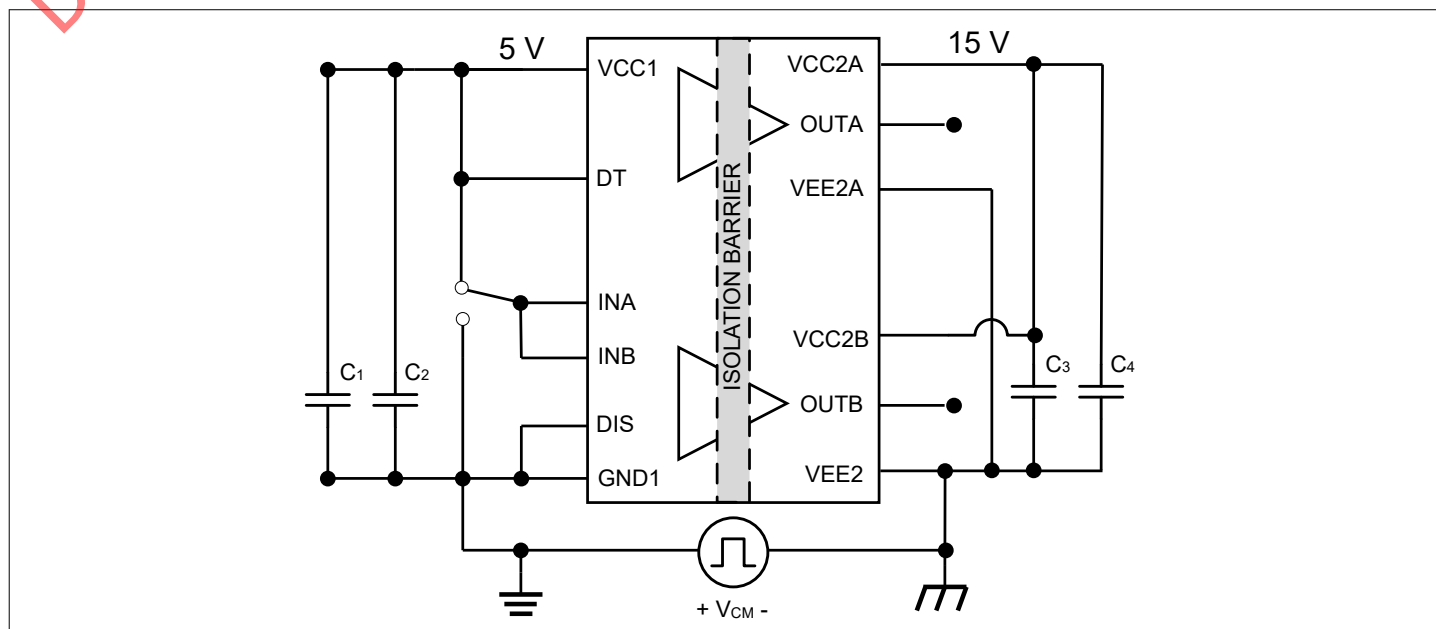 5 V
15 V
VCC1
DT
INA
INB
DIS
GND1
ISOLATION BARRIER
VCC2A
OUTA
VEE2A
VCC2B
OUTB
VEE2
C1
C2
C3
C4
+ VCM -